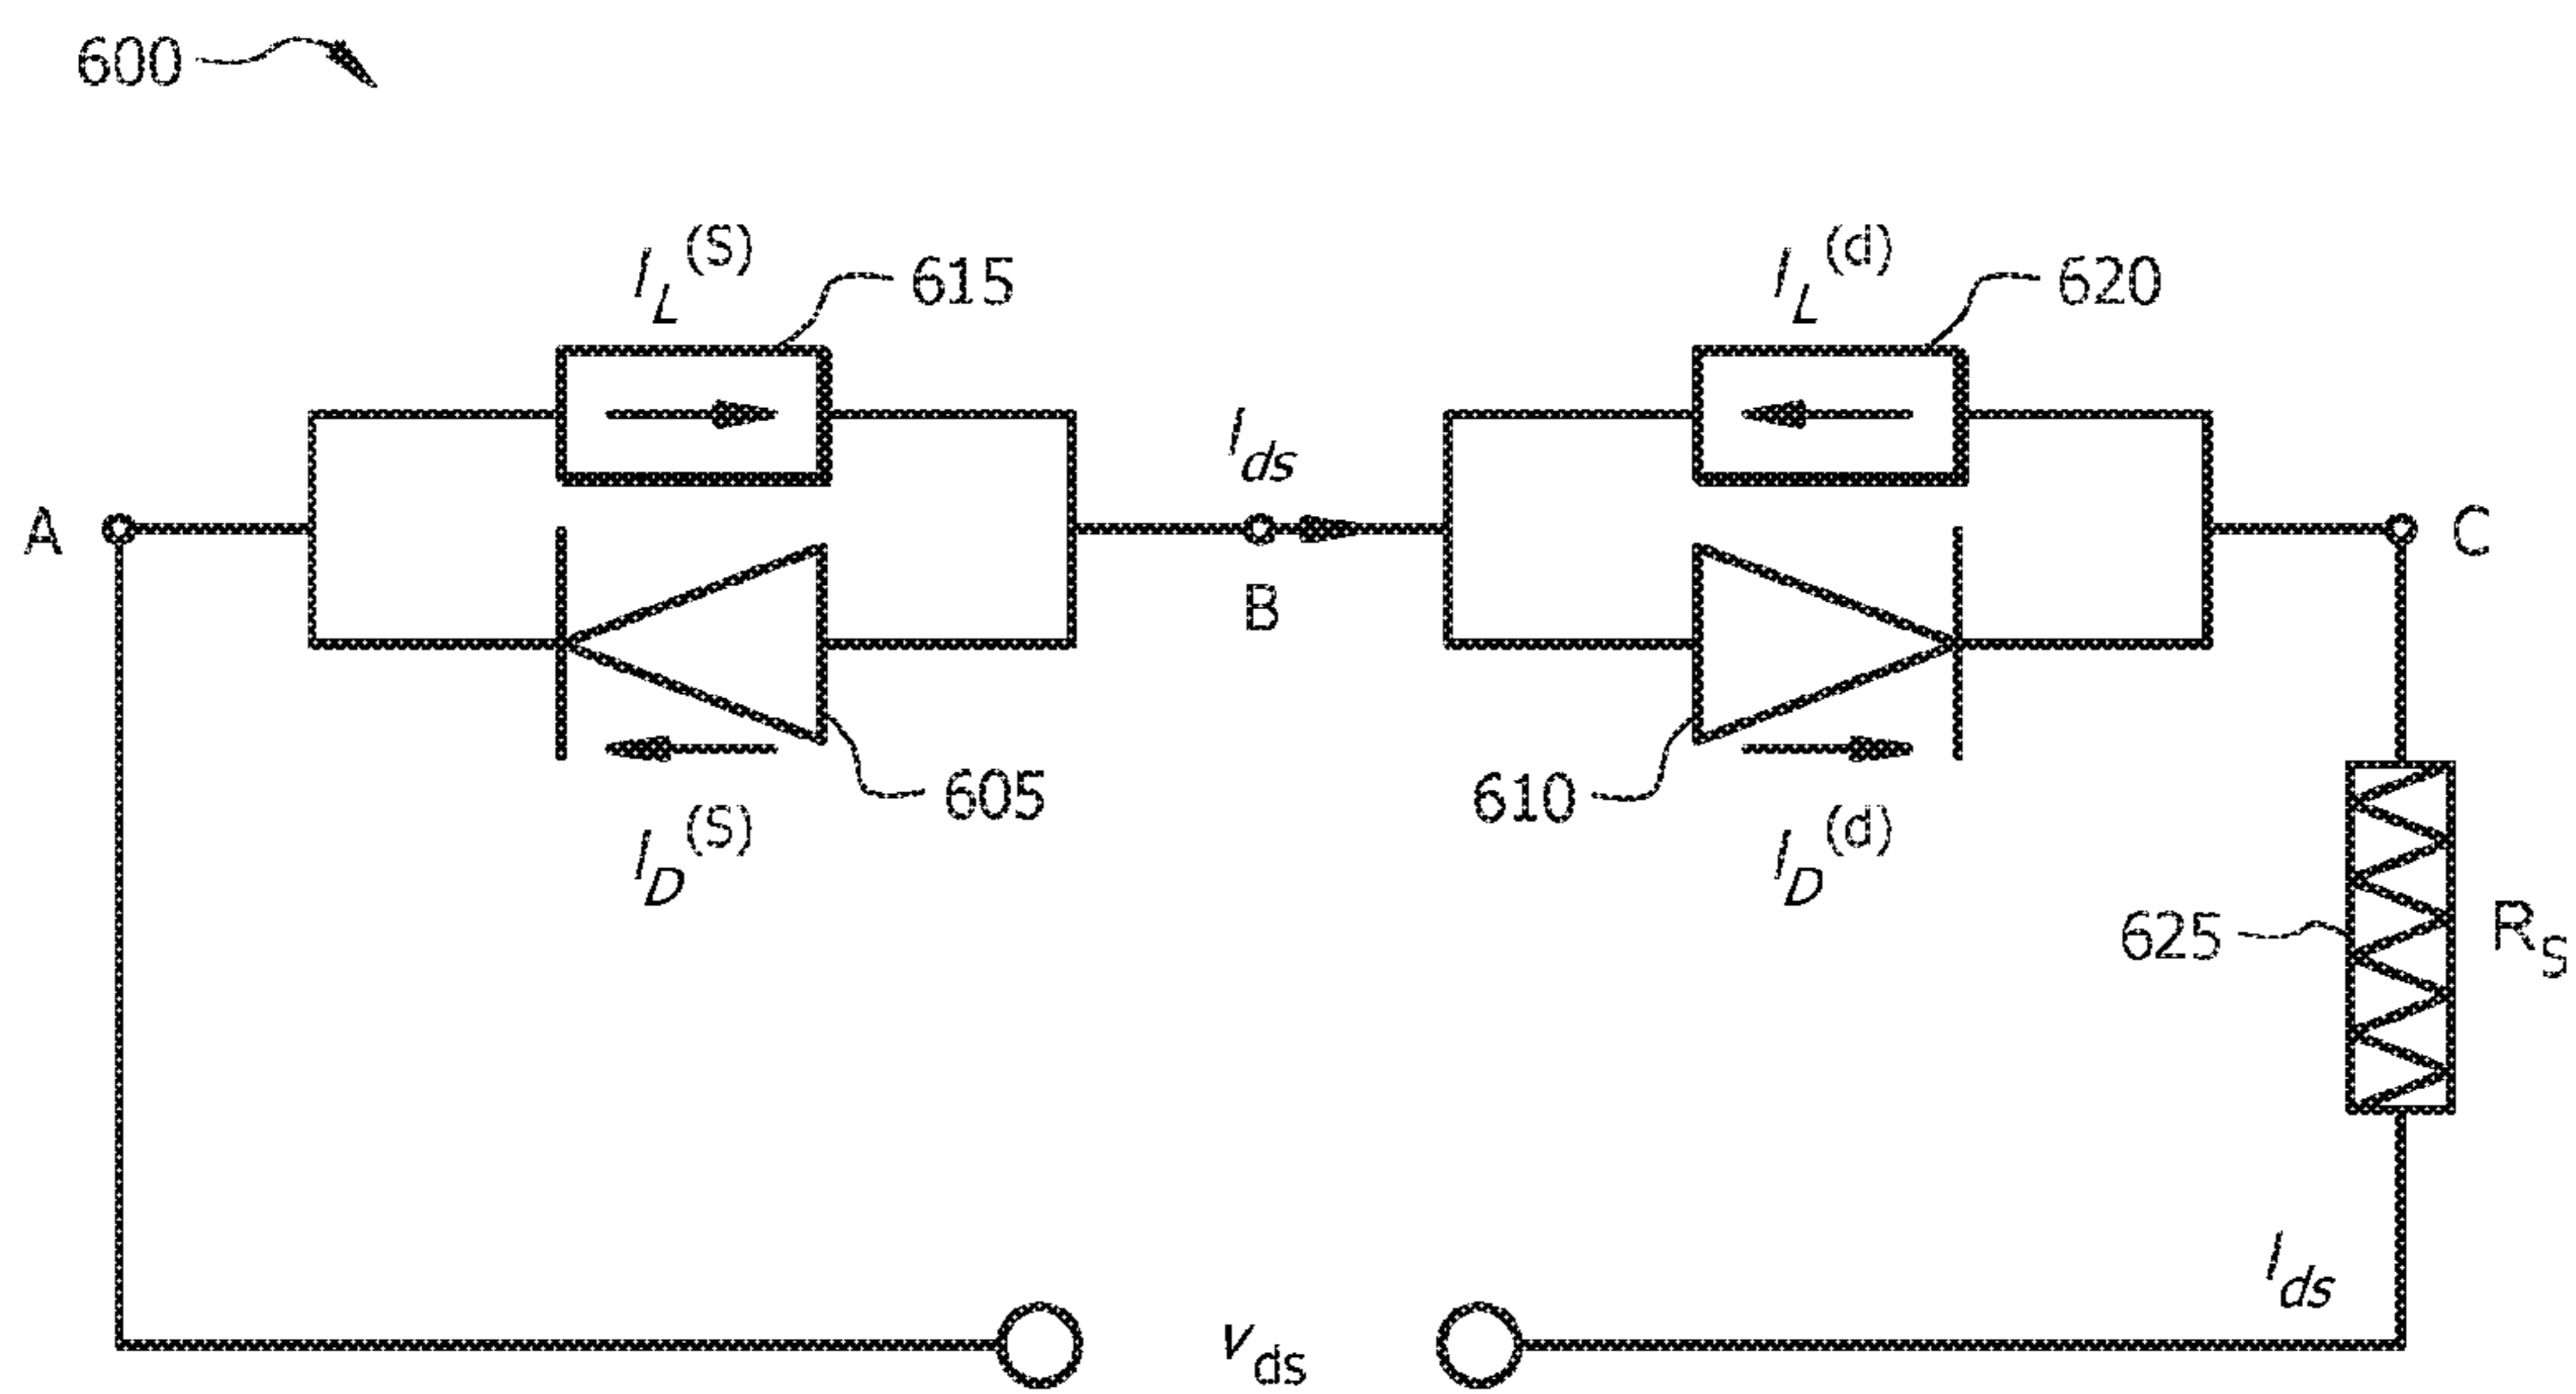 600
I_L^(S)
615
I_L^(d)
620
I_ds
A
B
C
605
I_D^(S)
610
I_D^(d)
625
R_S
I_ds
v_ds